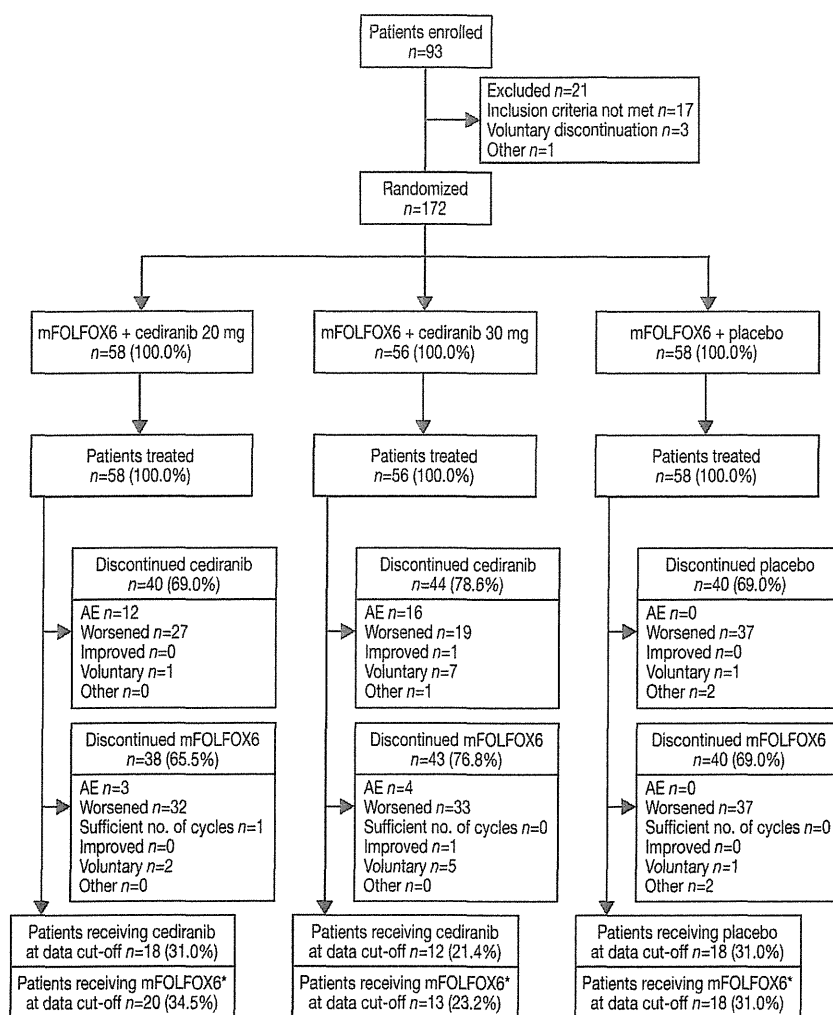 Patients enrolled
n=93
Excluded n=21
Inclusion criteria not met n=17
Voluntary discontinuation n=3
Other n=1
Randomized
n=172
mFOLFOX6 + cediranib 20 mg
n=58 (100.0%)
mFOLFOX6 + cediranib 30 mg
n=56 (100.0%)
mFOLFOX6 + placebo
n=58 (100.0%)
Patients treated
n=58 (100.0%)
Patients treated
n=56 (100.0%)
Patients treated
n=58 (100.0%)
Discontinued cediranib
n=40 (69.0%)
AE n=12
Worsened n=27
Improved n=0
Voluntary n=1
Other n=0
Discontinued cediranib
n=44 (78.6%)
AE n=16
Worsened n=19
Improved n=1
Voluntary n=7
Other n=1
Discontinued placebo
n=40 (69.0%)
AE n=0
Worsened n=37
Improved n=0
Voluntary n=1
Other n=2
Discontinued mFOLFOX6
n=38 (65.5%)
AE n=3
Worsened n=32
Sufficient no. of cycles n=1
Improved n=0
Voluntary n=2
Other n=0
Discontinued mFOLFOX6
n=43 (76.8%)
AE n=4
Worsened n=33
Sufficient no. of cycles n=0
Improved n=1
Voluntary n=5
Other n=0
Discontinued mFOLFOX6
n=40 (69.0%)
AE n=0
Worsened n=37
Sufficient no. of cycles n=0
Improved n=0
Voluntary n=1
Other n=2
Patients receiving cediranib
at data cut-off n=18 (31.0%)
Patients receiving mFOLFOX6*
at data cut-off n=20 (34.5%)
Patients receiving cediranib
at data cut-off n=12 (21.4%)
Patients receiving mFOLFOX6*
at data cut-off n=13 (23.2%)
Patients receiving placebo
at data cut-off n=18 (31.0%)
Patients receiving mFOLFOX6*
at data cut-off n=18 (31.0%)